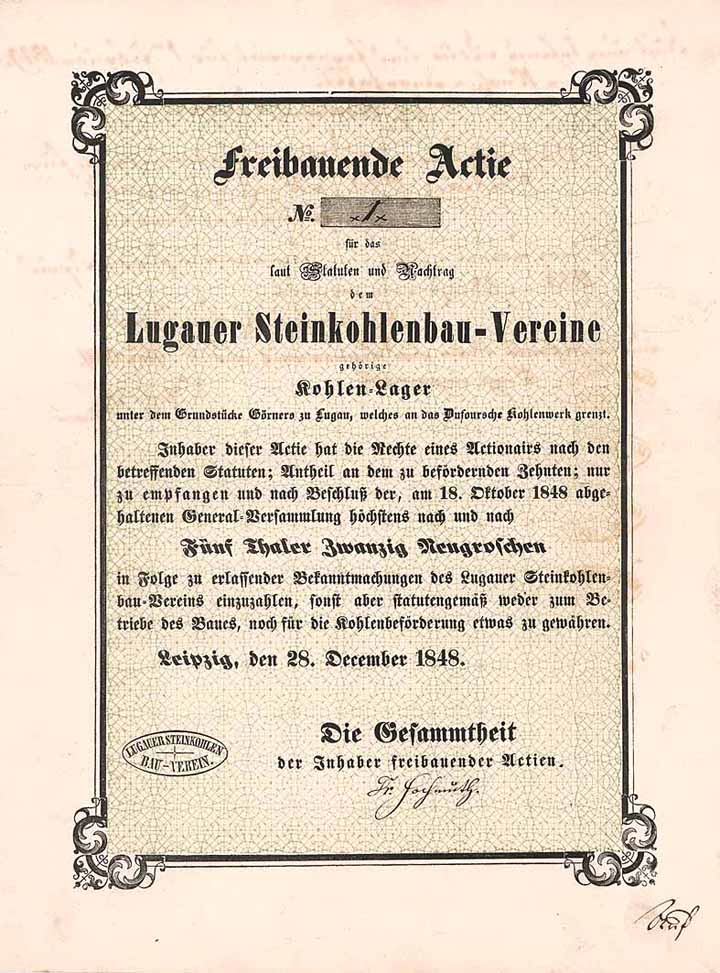 Freibauende Actie
No. × 1 ×
für das
laut Statuten und Nachtrag
dem
Lugauer Steinkohlenbau-Vereine
gehörige
Kohlen-Lager
unter dem Grundstücke Görners zu Lugau, welches an das Dufoursche Kohlenwerk grenzt.
Inhaber dieser Actie hat die Rechte eines Actionairs nach den
betreffenden Statuten; Antheil an dem zu befördernden Zehnten; nur
zu empfangen und nach Beschluß der, am 18. Oktober 1848 abge-
haltenen General-Versammlung höchstens nach und nach
Fünf Thaler Zwanzig Neugroschen
in Folge zu erlassender Bekanntmachungen des Lugauer Steinkohlen-
bau-Vereins einzuzahlen, sonst aber statutengemäß weder zum Be-
triebe des Baues, noch für die Kohlenbeförderung etwas zu gewähren.
Leipzig, den 28. December 1848.
LUGAUER STEINKOHLEN
BAU-VEREIN.
Die Gesammtheit
der Inhaber freibauender Actien.
Fr. Hochmuth.